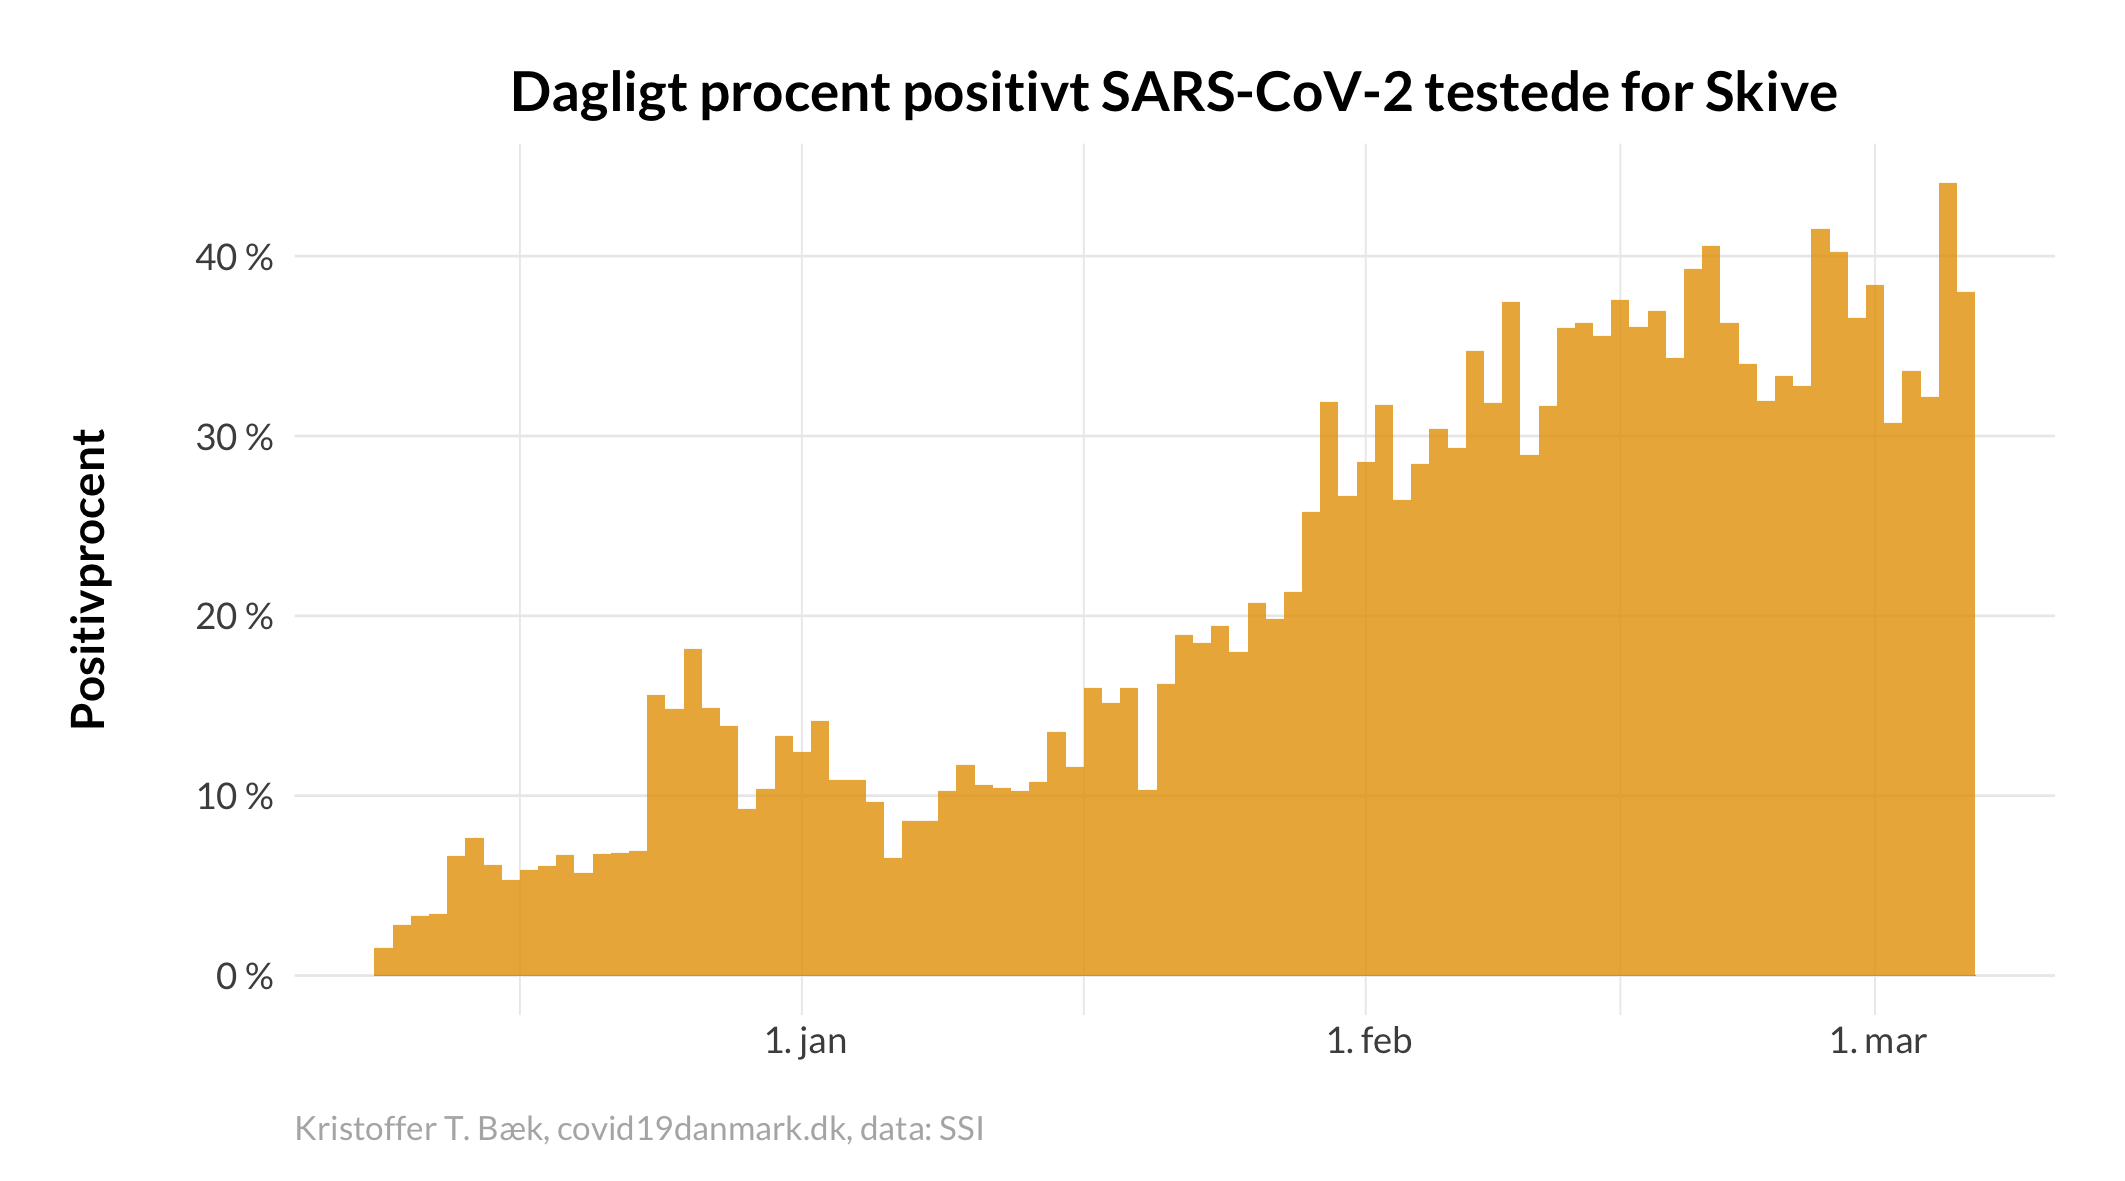 Dagligt procent positivt SARS-CoV-2 testede for Skive
Positivprocent
40 %
30 %
20 %
10 %
0 %
1. jan
1. feb
1. mar
Kristoffer T. Bæk, covid19danmark.dk, data: SSI